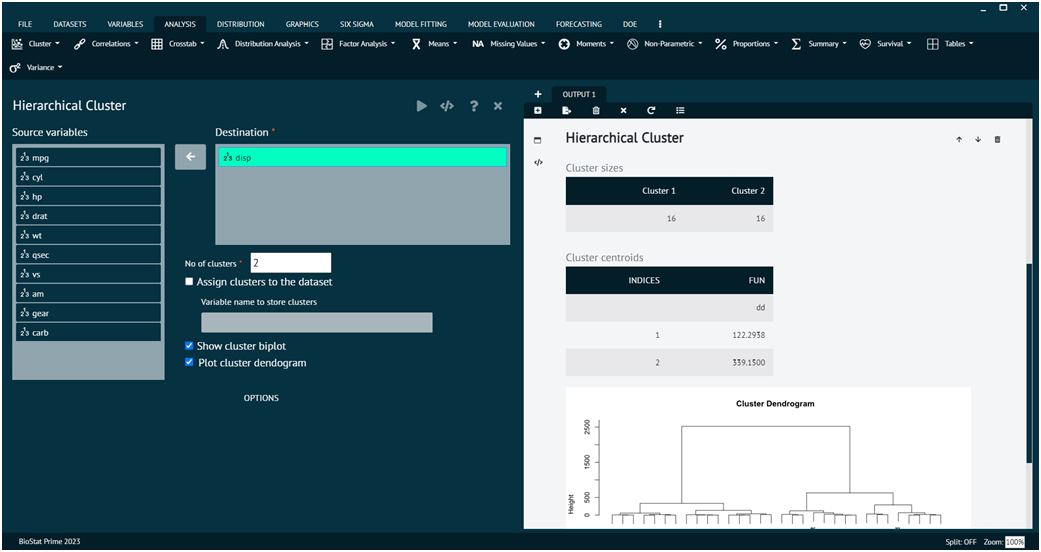 FILE DATASETS VARIABLES ANALYSIS DISTRIBUTION GRAPHICS SIX SIGMA MODEL FITTING MODEL EVALUATION FORECASTING DOE
Cluster Correlations Crosstab Distribution Analysis Factor Analysis Means NA Missing Values Moments Non-Parametric Proportions Summary Survival Tables
σ² Variance
Hierarchical Cluster
Source variables
mpg
cyl
hp
drat
wt
qsec
vs
am
gear
carb
Destination *
disp
No of clusters * 2
Assign clusters to the dataset
Variable name to store clusters
Show cluster biplot
Plot cluster dendogram
OPTIONS
OUTPUT 1
Hierarchical Cluster
Cluster sizes
Cluster 1 Cluster 2
16 16
Cluster centroids
INDICES FUN
dd
1 122.2938
2 339.1500
Cluster Dendrogram
Height
0 500 1500 2500
BioStat Prime 2023
Split: OFF Zoom: 100%